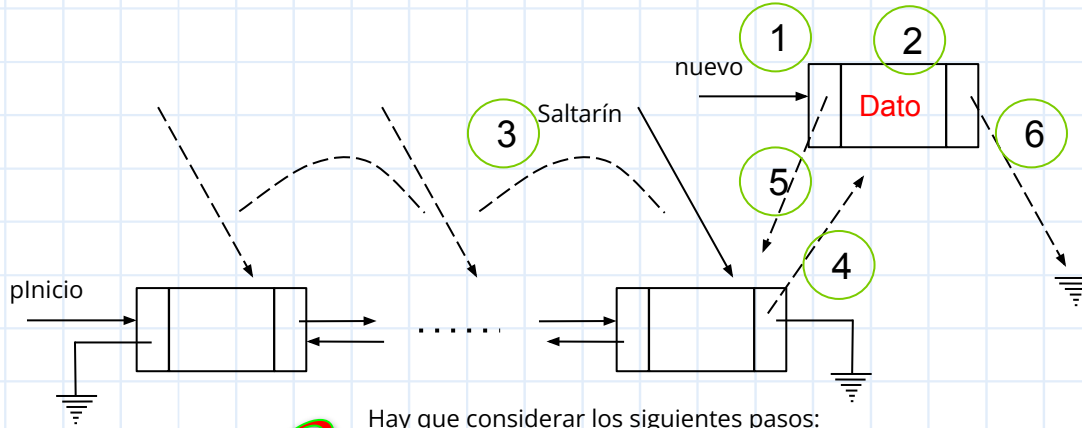 1
2
nuevo
Dato
3
Saltarín
6
5
4
pInicio
......
Hay que considerar los siguientes pasos: